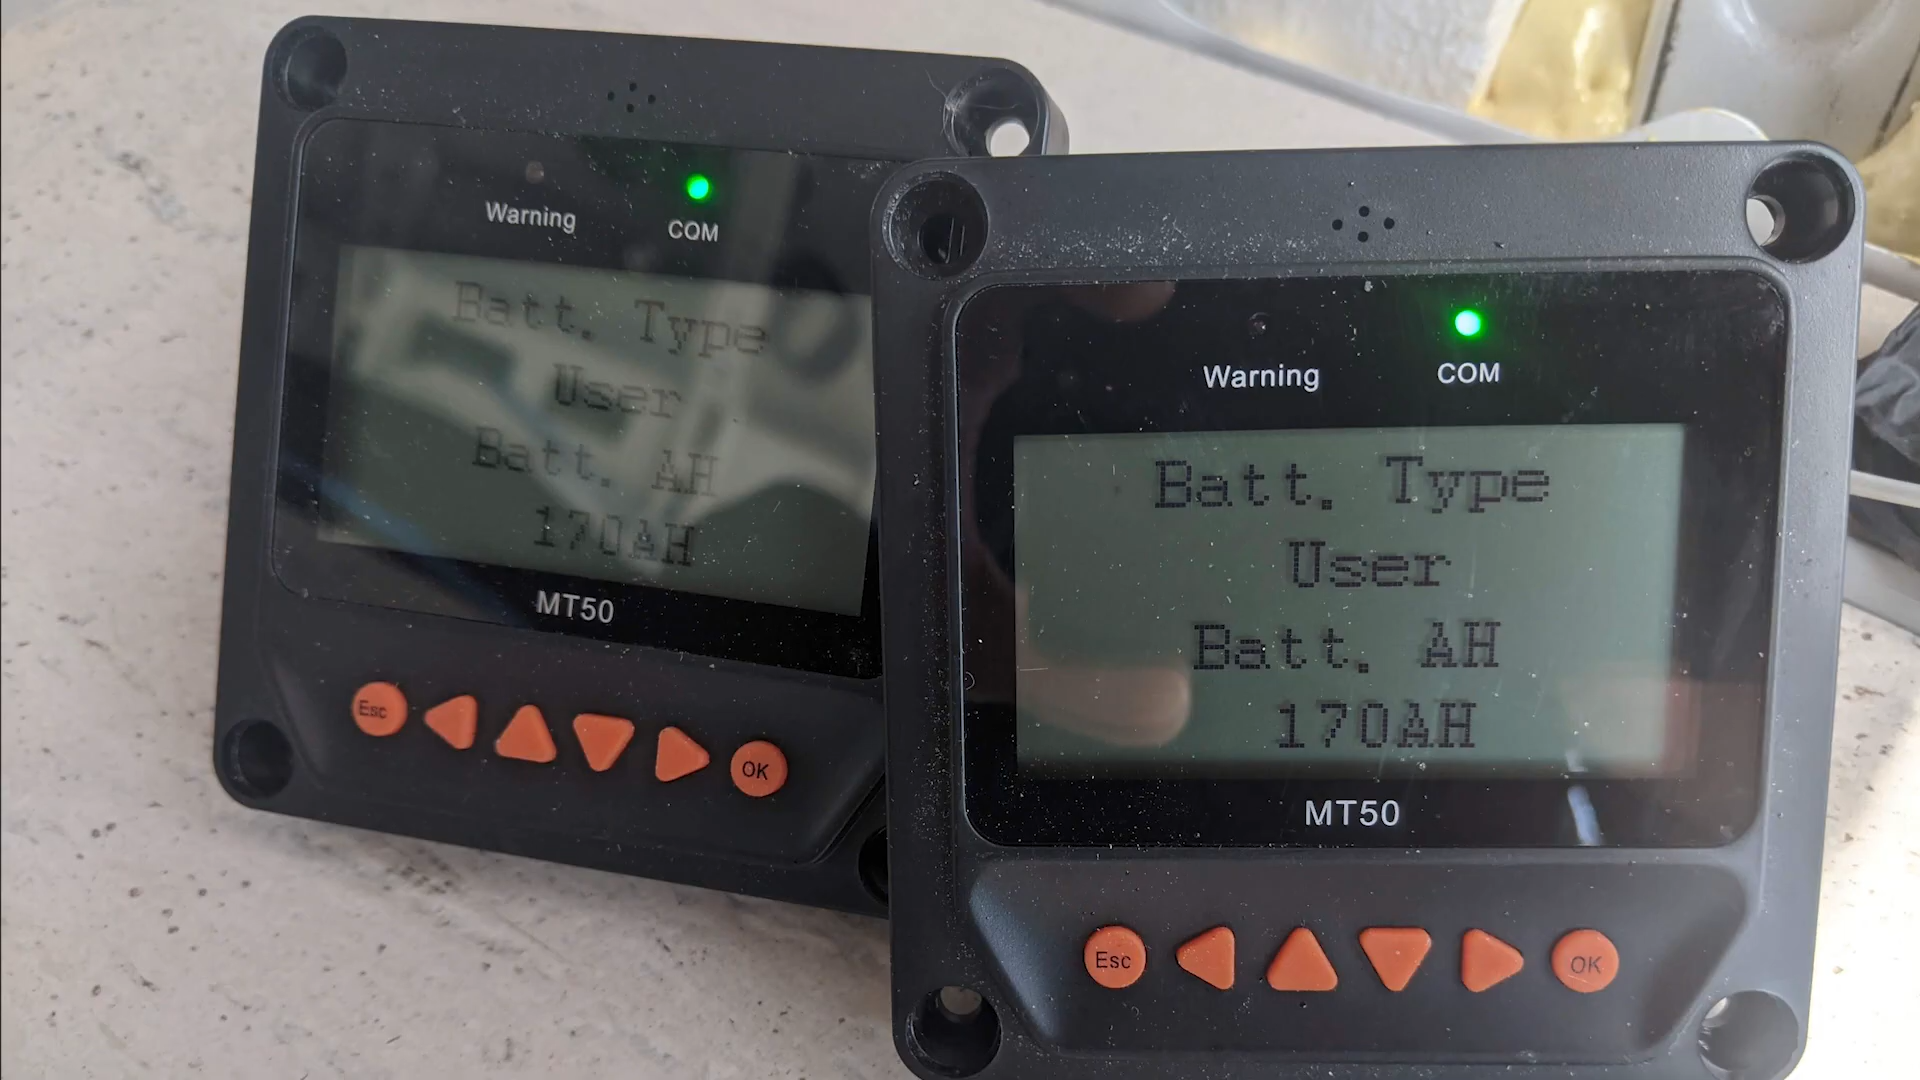 Warning
COM
Batt. Type
User
Batt. AH
170AH
MT50
Esc
OK
Warning
COM
Batt. Type
User
Batt. AH
170AH
MT50
Esc
OK